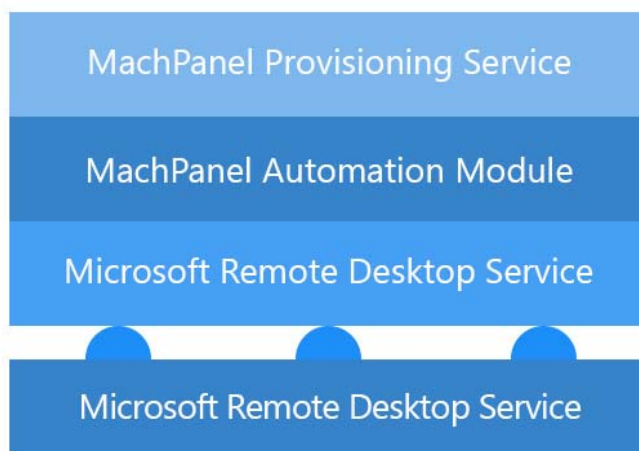 MachPanel Provisioning Service
MachPanel Automation Module
Microsoft Remote Desktop Service
Microsoft Remote Desktop Service